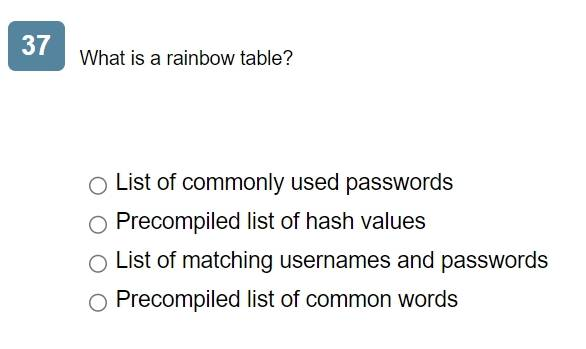 37
What is a rainbow table?
List of commonly used passwords
Precompiled list of hash values
List of matching usernames and passwords
Precompiled list of common words